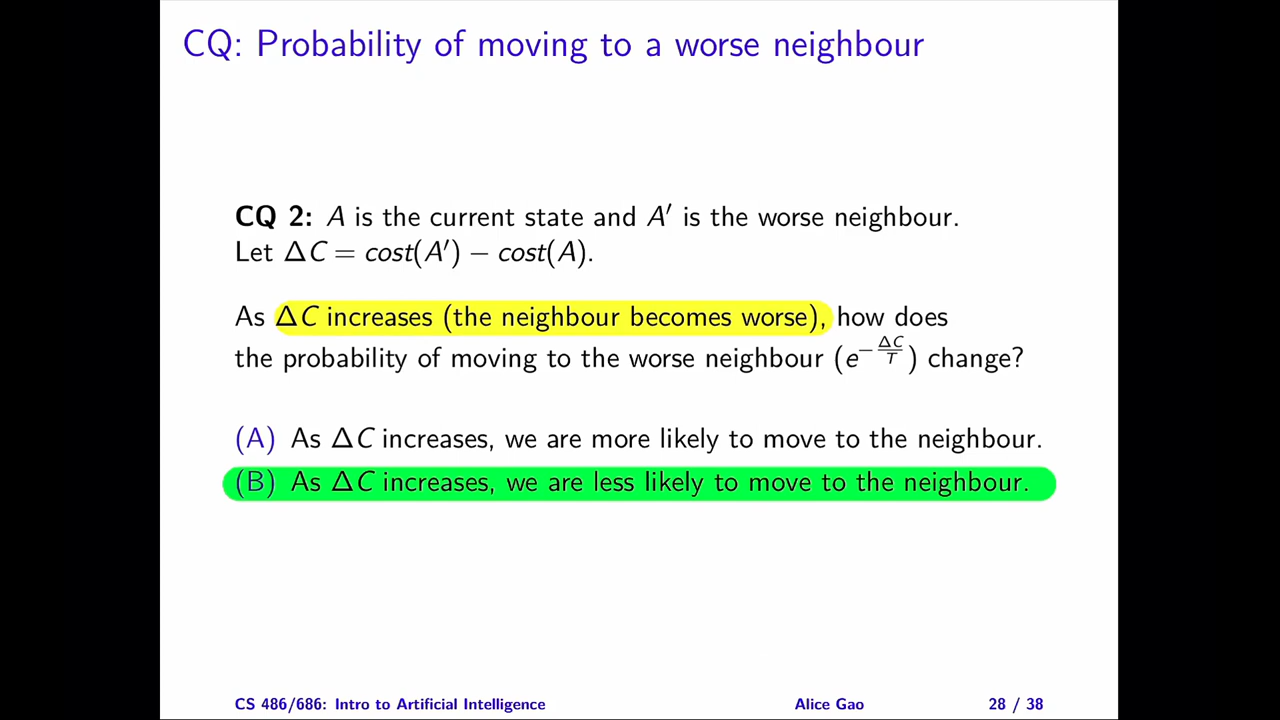 CQ: Probability of moving to a worse neighbour
CQ 2: A is the current state and A′ is the worse neighbour.
Let ΔC = cost(A′) − cost(A).
As ΔC increases (the neighbour becomes worse), how does
the probability of moving to the worse neighbour (e^{−ΔC/T}) change?
(A) As ΔC increases, we are more likely to move to the neighbour.
(B) As ΔC increases, we are less likely to move to the neighbour.
CS 486/686: Intro to Artificial Intelligence Alice Gao 28 / 38